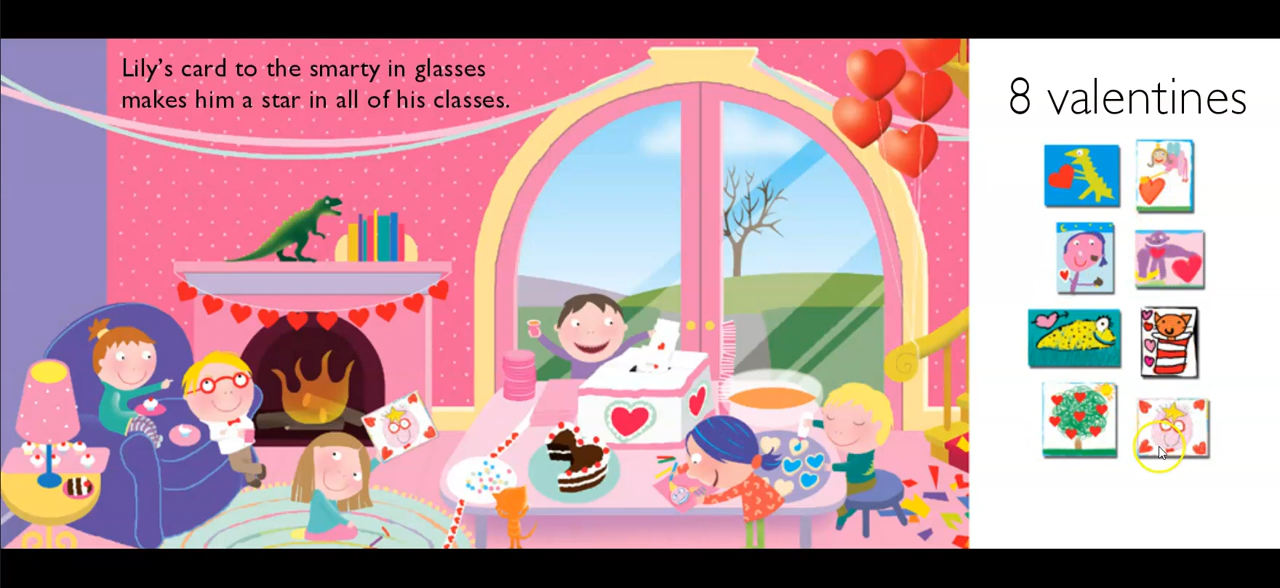 Lily's card to the smarty in glasses
makes him a star in all of his classes.
8 valentines